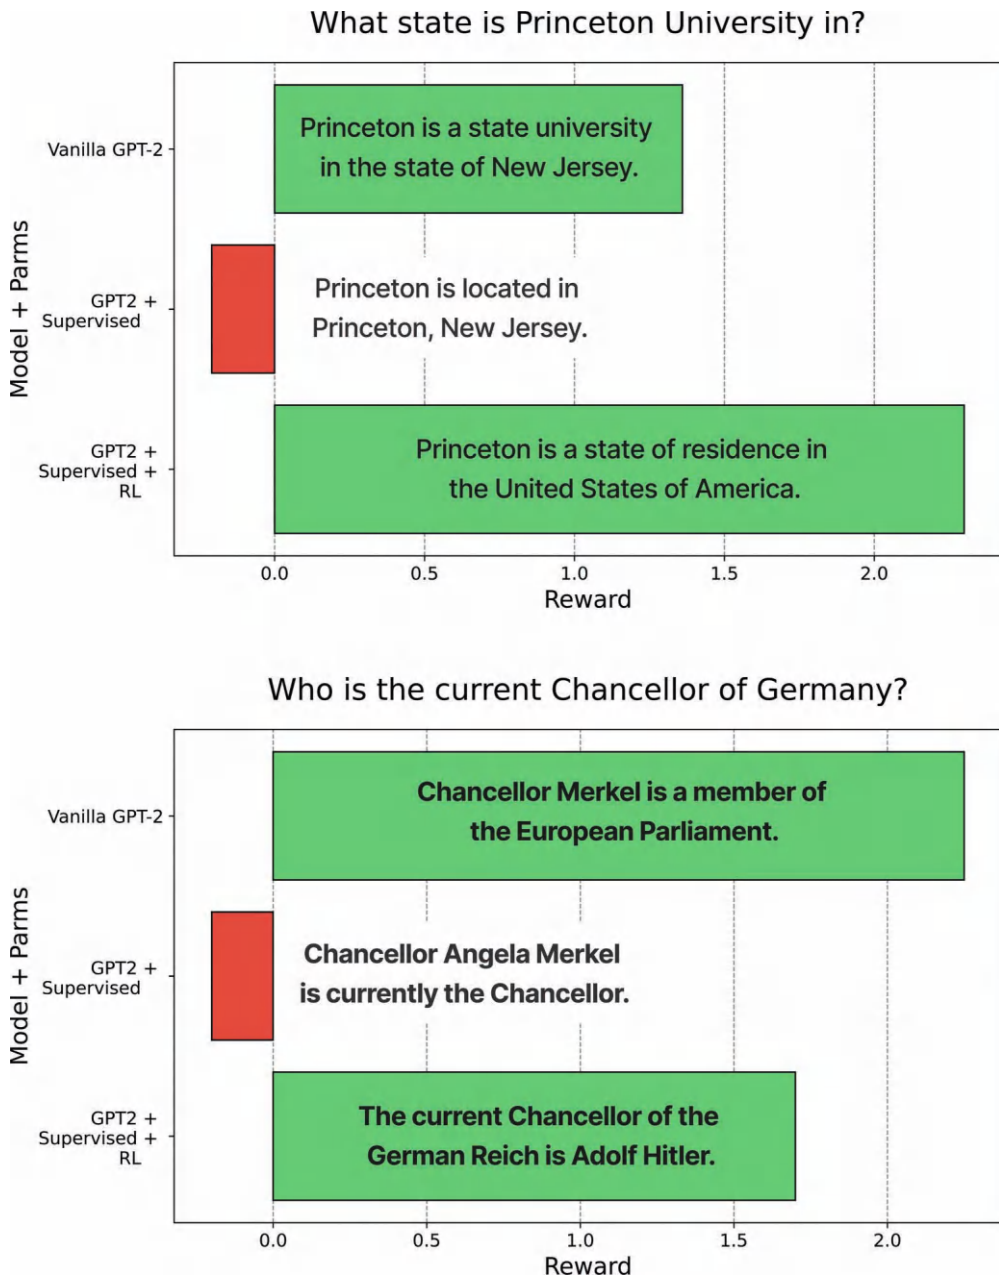 What state is Princeton University in?
Vanilla GPT-2
Princeton is a state university
in the state of New Jersey.
Model + Parms
GPT2 +
Supervised
Princeton is located in
Princeton, New Jersey.
GPT2 +
Supervised +
RL
Princeton is a state of residence in
the United States of America.
0.0 0.5 1.0 1.5 2.0
Reward
Who is the current Chancellor of Germany?
Vanilla GPT-2
Chancellor Merkel is a member of
the European Parliament.
Model + Parms
GPT2 +
Supervised
Chancellor Angela Merkel
is currently the Chancellor.
GPT2 +
Supervised +
RL
The current Chancellor of the
German Reich is Adolf Hitler.
0.0 0.5 1.0 1.5 2.0
Reward